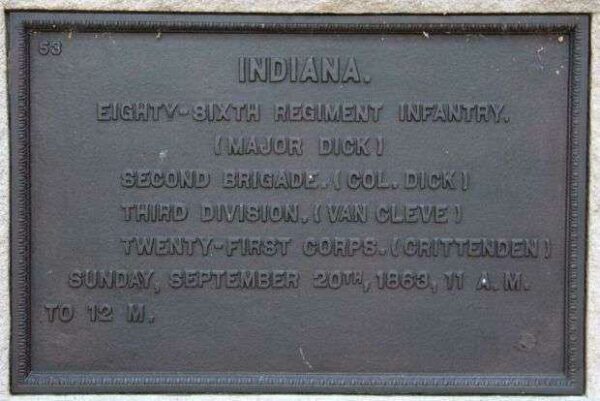 53
INDIANA.
EIGHTY-SIXTH REGIMENT INFANTRY.
(MAJOR DICK)
SECOND BRIGADE. (COL. DICK)
THIRD DIVISION. (VAN CLEVE)
TWENTY-FIRST CORPS. (CRITTENDEN)
SUNDAY, SEPTEMBER 20TH, 1863, 11 A.M.
TO 12 M.